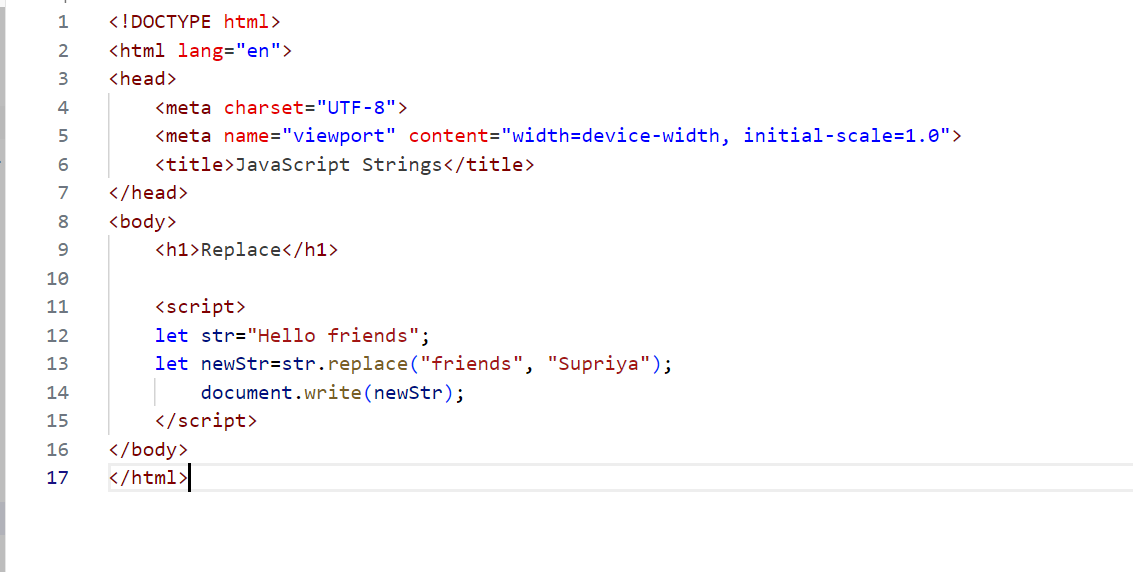 1 <!DOCTYPE html>
2 <html lang="en">
3 <head>
4     <meta charset="UTF-8">
5     <meta name="viewport" content="width=device-width, initial-scale=1.0">
6     <title>JavaScript Strings</title>
7 </head>
8 <body>
9     <h1>Replace</h1>
10
11     <script>
12     let str="Hello friends";
13     let newStr=str.replace("friends", "Supriya");
14         document.write(newStr);
15     </script>
16 </body>
17 </html>